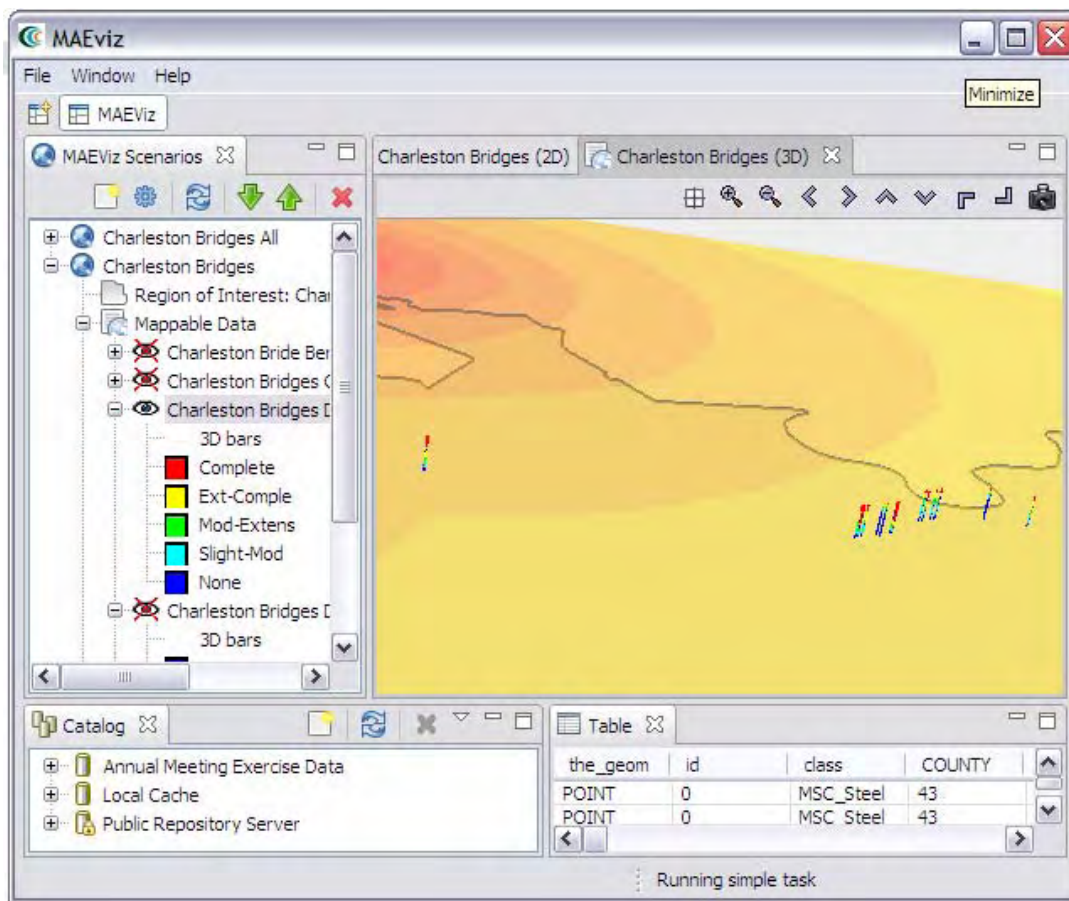 MAEviz
File Window Help
Minimize
MAEViz
MAEViz Scenarios
Charleston Bridges (2D)
Charleston Bridges (3D)
Charleston Bridges All
Charleston Bridges
Region of Interest: Cha
Mappable Data
Charleston Bride Ber
Charleston Bridges
Charleston Bridges
3D bars
Complete
Ext-Comple
Mod-Extens
Slight-Mod
None
Charleston Bridges
3D bars
Catalog
Annual Meeting Exercise Data
Local Cache
Public Repository Server
Table
the_geom id class COUNTY
POINT 0 MSC_Steel 43
POINT 0 MSC_Steel 43
Running simple task